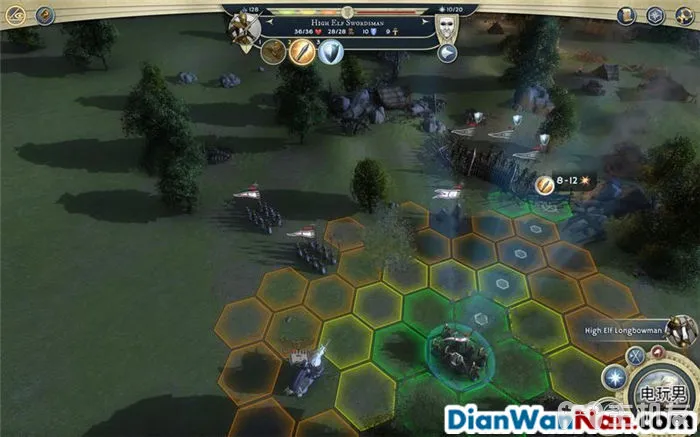 128
HIGH ELF SWORDSMAN
10/20
36/36 28/28 10 9
8-12
High Elf Longbowman
电玩男
DianWanNan.com